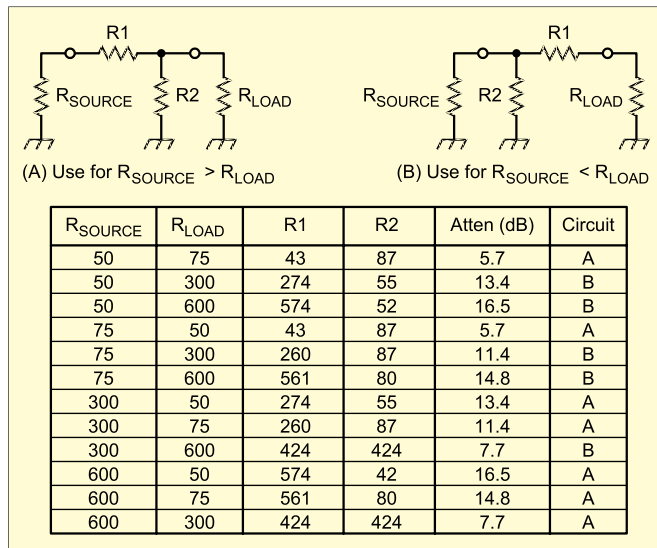 R1 R1
RSOURCE R2 RLOAD RSOURCE R2 RLOAD
(A) Use for RSOURCE > RLOAD (B) Use for RSOURCE < RLOAD
RSOURCE RLOAD R1 R2 Atten (dB) Circuit
50 75 43 87 5.7 A
50 300 274 55 13.4 B
50 600 574 52 16.5 B
75 50 43 87 5.7 A
75 300 260 87 11.4 B
75 600 561 80 14.8 B
300 50 274 55 13.4 A
300 75 260 87 11.4 A
300 600 424 424 7.7 B
600 50 574 42 16.5 A
600 75 561 80 14.8 A
600 300 424 424 7.7 A